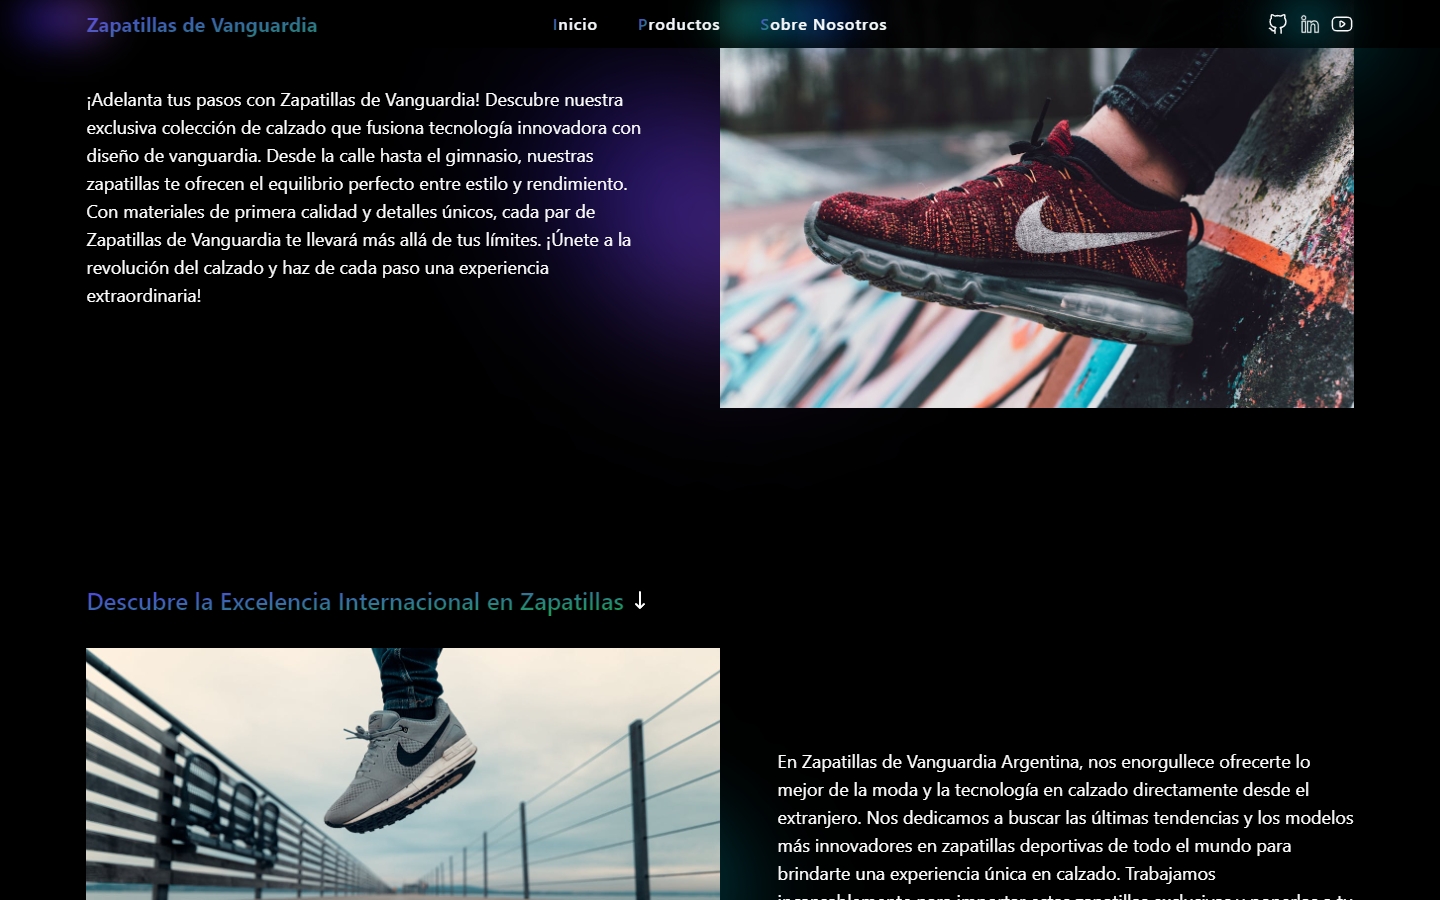 Zapatillas de Vanguardia
Inicio
Productos
Sobre Nosotros
¡Adelanta tus pasos con Zapatillas de Vanguardia! Descubre nuestra
exclusiva colección de calzado que fusiona tecnología innovadora con
diseño de vanguardia. Desde la calle hasta el gimnasio, nuestras
zapatillas te ofrecen el equilibrio perfecto entre estilo y rendimiento.
Con materiales de primera calidad y detalles únicos, cada par de
Zapatillas de Vanguardia te llevará más allá de tus límites. ¡Únete a la
revolución del calzado y haz de cada paso una experiencia
extraordinaria!
Descubre la Excelencia Internacional en Zapatillas ↓
En Zapatillas de Vanguardia Argentina, nos enorgullece ofrecerte lo
mejor de la moda y la tecnología en calzado directamente desde el
extranjero. Nos dedicamos a buscar las últimas tendencias y los modelos
más innovadores en zapatillas deportivas de todo el mundo para
brindarte una experiencia única en calzado. Trabajamos